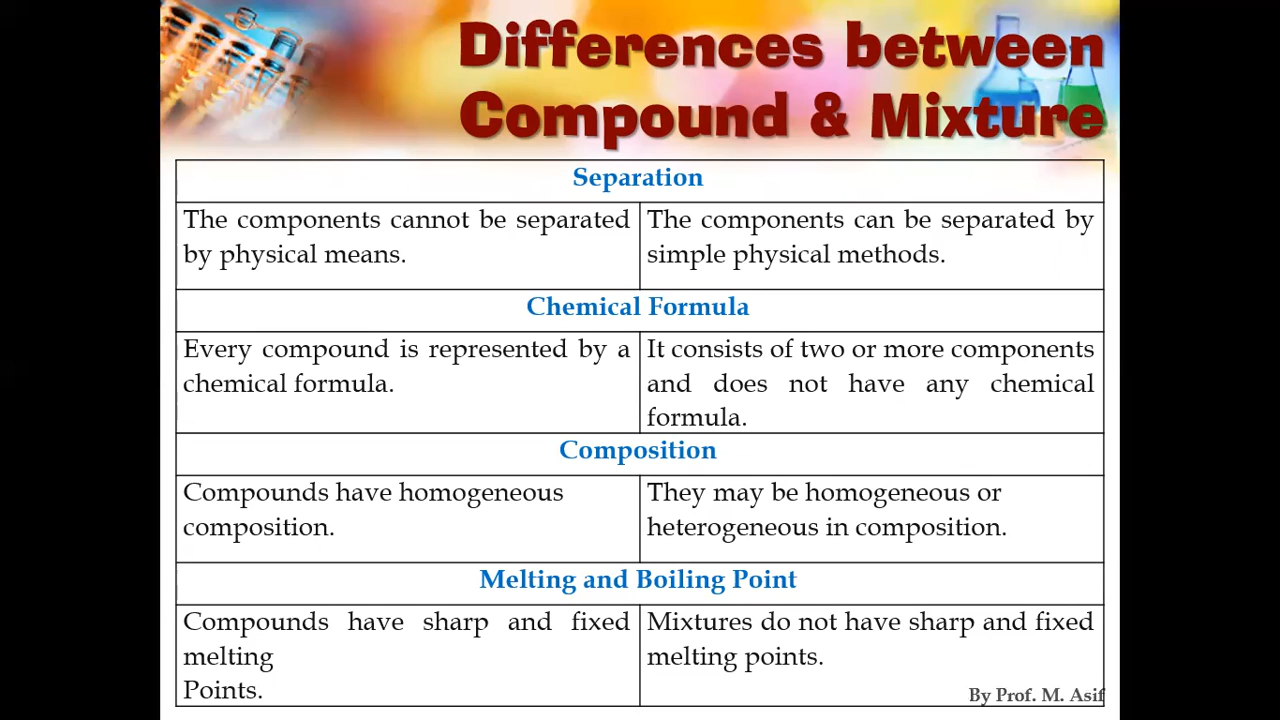 Differences between
Compound & Mixture
Separation
The components cannot be separated
by physical means.
The components can be separated by
simple physical methods.
Chemical Formula
Every compound is represented by a
chemical formula.
It consists of two or more components
and does not have any chemical
formula.
Composition
Compounds have homogeneous
composition.
They may be homogeneous or
heterogeneous in composition.
Melting and Boiling Point
Compounds have sharp and fixed
melting
Points.
Mixtures do not have sharp and fixed
melting points.
By Prof. M. Asif